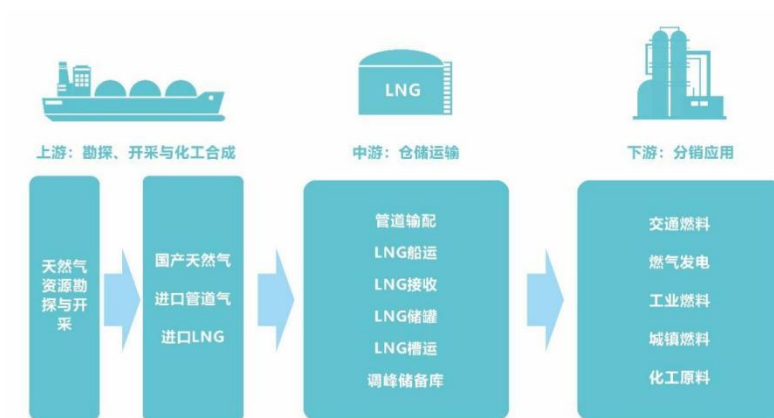 LNG
上游：勘探、开采与化工合成
中游：仓储运输
下游：分销应用
天然气
资源勘
探与开
采
国产天然气
进口管道气
进口LNG
管道输配
LNG船运
LNG接收
LNG储罐
LNG槽运
调峰储备库
交通燃料
燃气发电
工业燃料
城镇燃料
化工原料